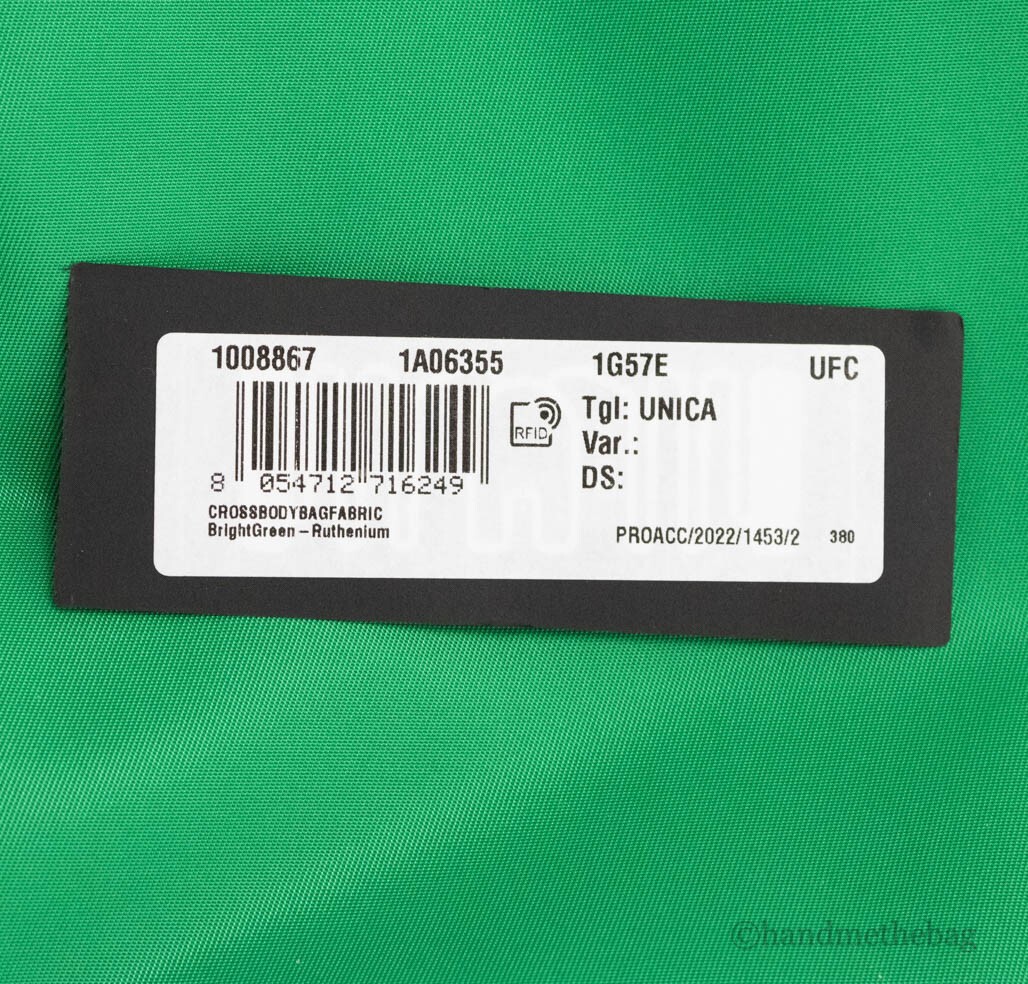 1008867 1A06355 1G57E UFC
RFID
Tgl: UNICA
Var.:
DS:
8 054712 716249
CROSSBODYBAGFABRIC
BrightGreen-Ruthenium
PROACC/2022/1453/2 380
©handmethebag